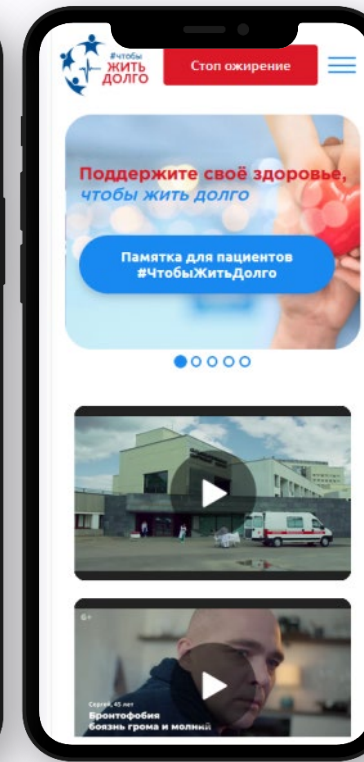 #чтобы
ЖИТЬ
ДОЛГО
Стоп ожирение
Поддержите своё здоровье,
чтобы жить долго
Памятка для пациентов
#ЧтобыЖитьДолго
6+
Сергей, 45 лет
Бронтофобия
боязнь грома и молний